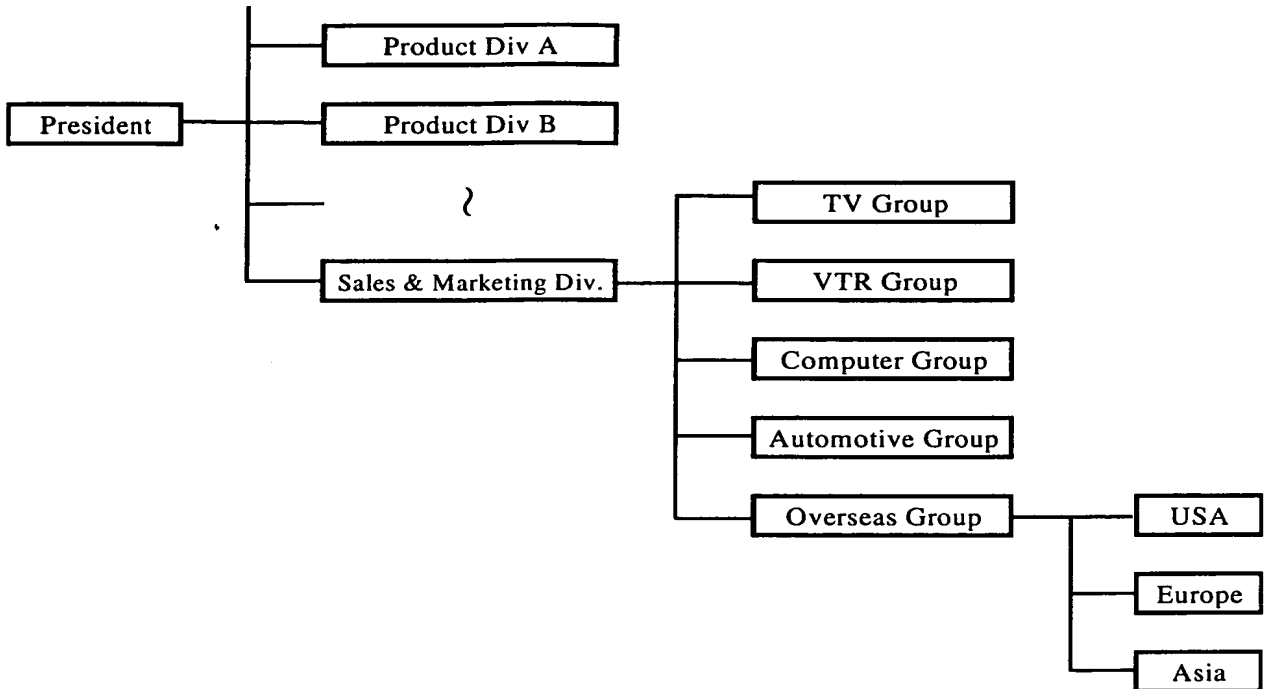 Product Div A
President
Product Div B
~
Sales & Marketing Div.
TV Group
VTR Group
Computer Group
Automotive Group
Overseas Group
USA
Europe
Asia